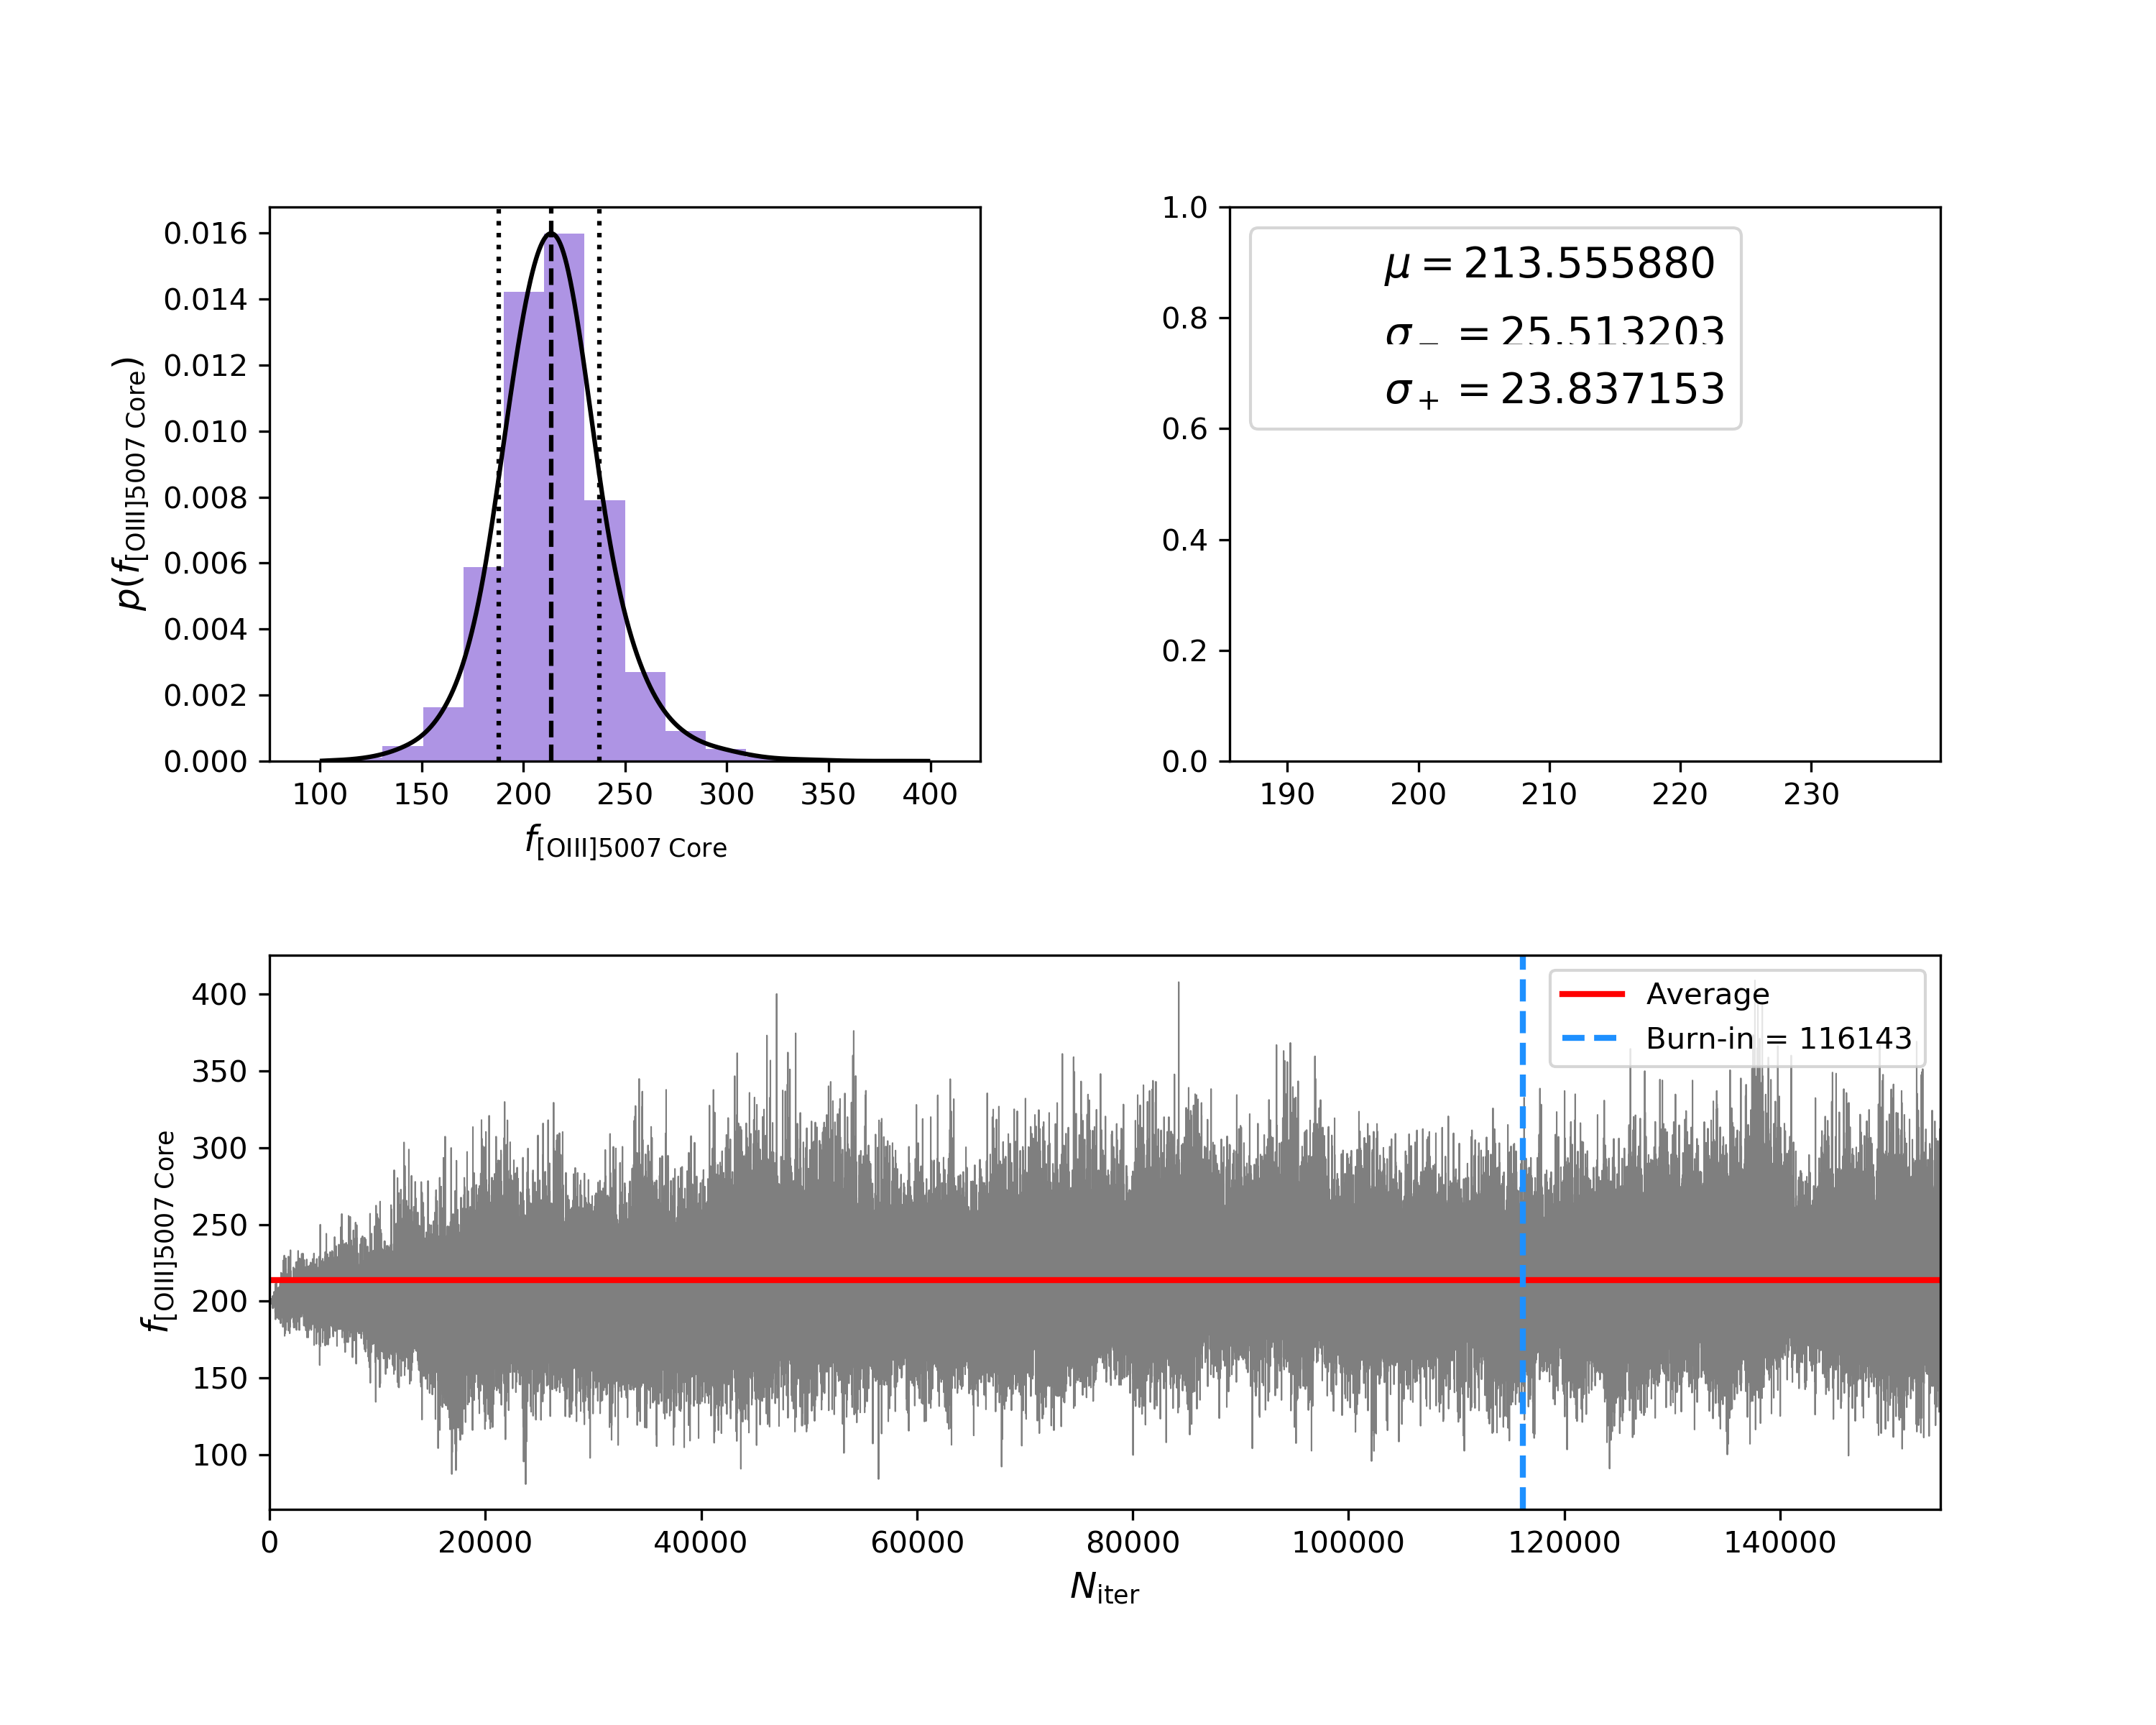 0.016
0.014
0.012
0.010
0.008
0.006
0.004
0.002
0.000
p(f[OIII]5007 Core)
100 150 200 250 300 350 400
f[OIII]5007 Core
1.0
0.8
0.6
0.4
0.2
0.0
μ = 213.555880
σ− = 25.513203
σ+ = 23.837153
190 200 210 220 230
400
350
300
250
200
150
100
f[OIII]5007 Core
Average
Burn-in = 116143
0 20000 40000 60000 80000 100000 120000 140000
Niter